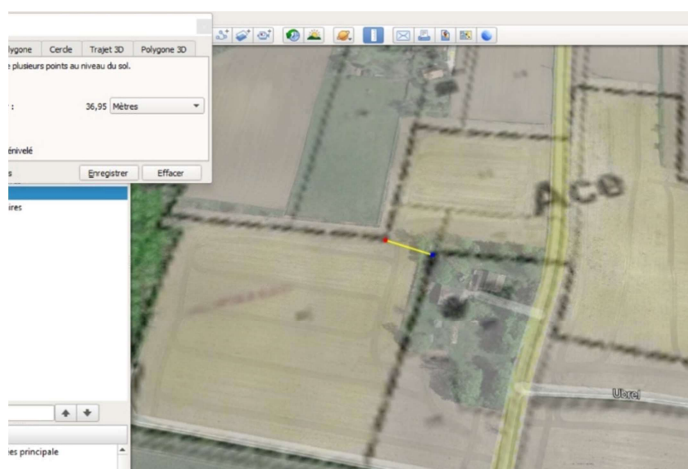 olygone Cercle Trajet 3D Polygone 3D
plusieurs points au niveau du sol.
: 36,95 Mètres
énivelé
Enregistrer Effacer
ires
Ace
Ubrel
es principale